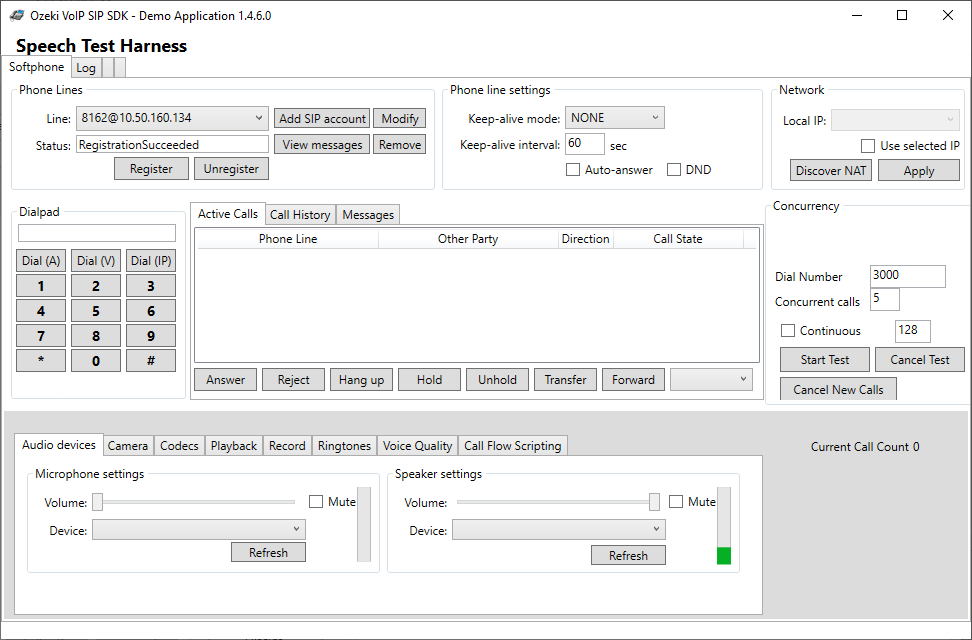 Ozeki VoIP SIP SDK - Demo Application 1.4.6.0
Speech Test Harness
Softphone
Log
Phone Lines
Line:
8162@10.50.160.134
Add SIP account
Modify
Status:
RegistrationSucceeded
View messages
Remove
Register
Unregister
Phone line settings
Keep-alive mode:
NONE
Keep-alive interval:
60
sec
Auto-answer
DND
Network
Local IP:
Use selected IP
Discover NAT
Apply
Dialpad
Dial (A)
Dial (V)
Dial (IP)
1
2
3
4
5
6
7
8
9
*
0
#
Active Calls
Call History
Messages
Phone Line
Other Party
Direction
Call State
Answer
Reject
Hang up
Hold
Unhold
Transfer
Forward
Concurrency
Dial Number
3000
Concurrent calls
5
Continuous
128
Start Test
Cancel Test
Cancel New Calls
Audio devices
Camera
Codecs
Playback
Record
Ringtones
Voice Quality
Call Flow Scripting
Microphone settings
Volume:
Mute
Device:
Refresh
Speaker settings
Volume:
Mute
Device:
Refresh
Current Call Count 0